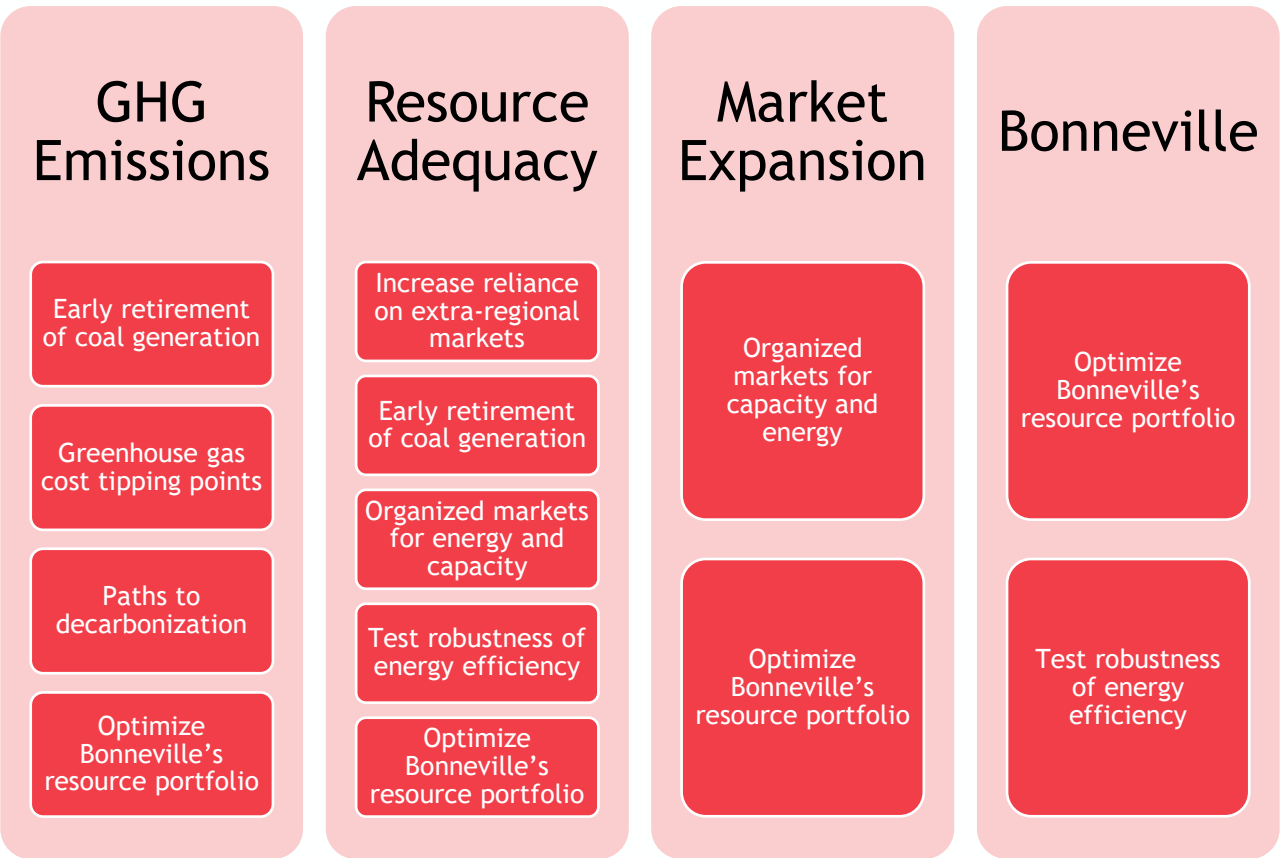 GHG
Emissions
Early retirement
of coal generation
Greenhouse gas
cost tipping points
Paths to
decarbonization
Optimize
Bonneville’s
resource portfolio
Resource
Adequacy
Increase reliance
on extra-regional
markets
Early retirement
of coal generation
Organized markets
for energy and
capacity
Test robustness of
energy efficiency
Optimize
Bonneville’s
resource portfolio
Market
Expansion
Organized
markets for
capacity and
energy
Optimize
Bonneville’s
resource portfolio
Bonneville
Optimize
Bonneville’s
resource portfolio
Test robustness
of energy
efficiency